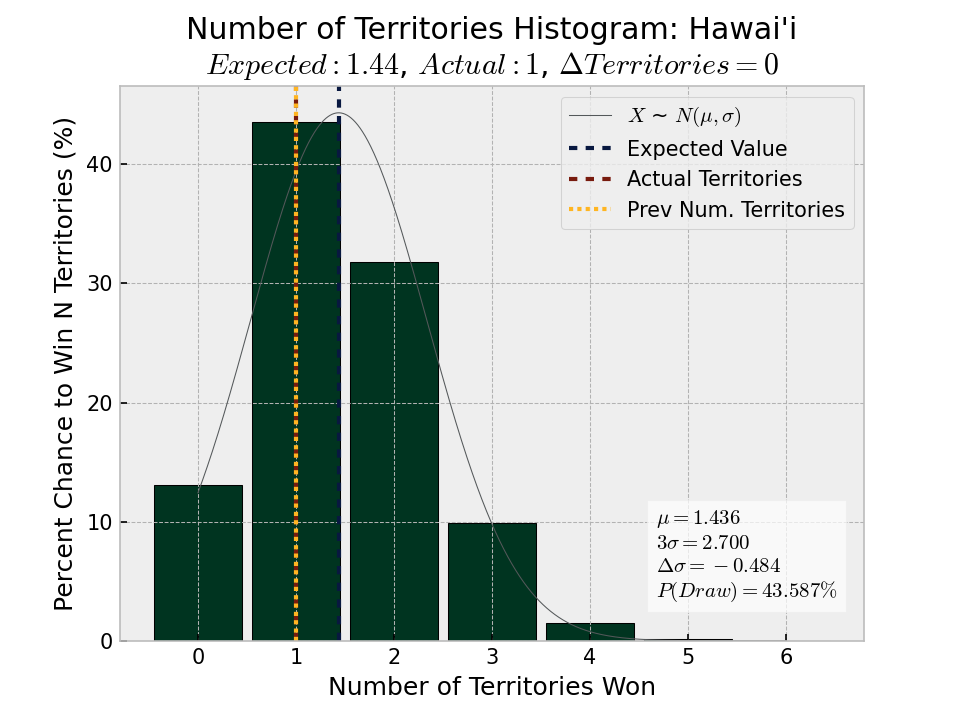 Number of Territories Histogram: Hawai'i
Expected: 1.44, Actual: 1, ΔTerritories = 0
Percent Chance to Win N Territories (%)
40
30
20
10
0
X ~ N(μ, σ)
Expected Value
Actual Territories
Prev Num. Territories
μ = 1.436
3σ = 2.700
Δσ = −0.484
P(Draw) = 43.587%
0 1 2 3 4 5 6
Number of Territories Won